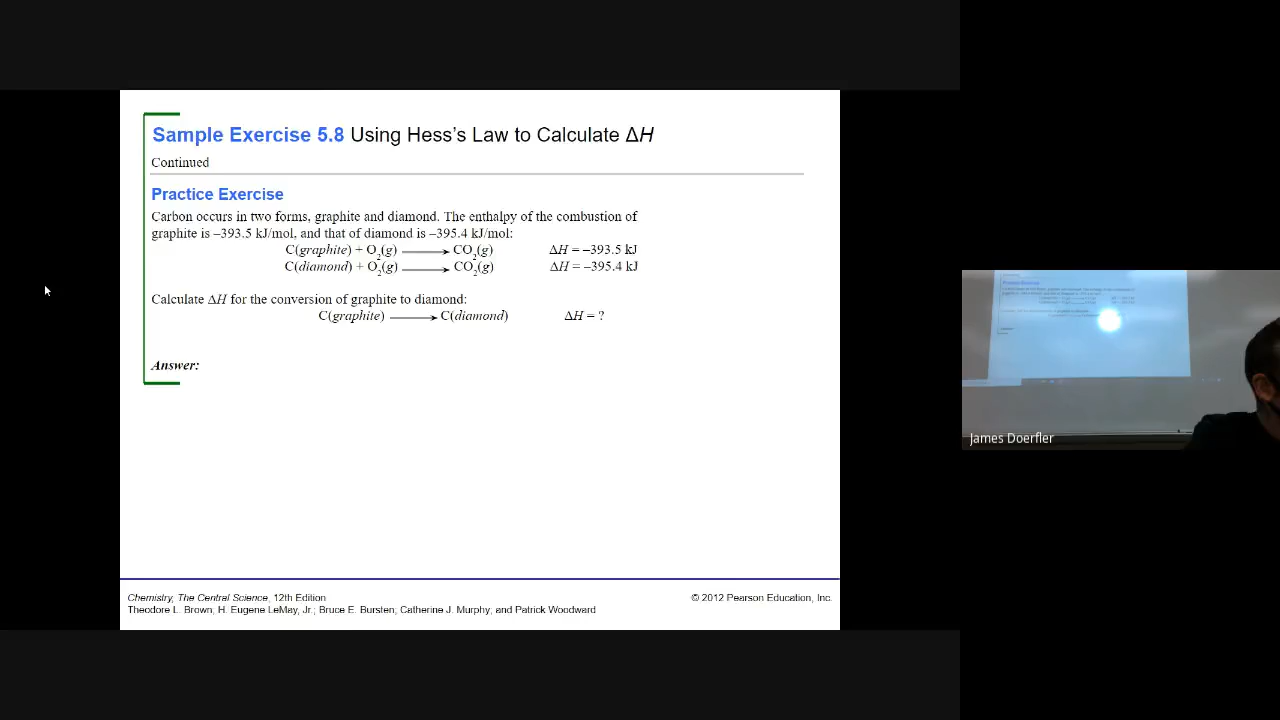 Sample Exercise 5.8 Using Hess's Law to Calculate ΔH
Continued
Practice Exercise
Carbon occurs in two forms, graphite and diamond. The enthalpy of the combustion of
graphite is –393.5 kJ/mol, and that of diamond is –395.4 kJ/mol:
C(graphite) + O₂(g) ⟶ CO₂(g) ΔH = –393.5 kJ
C(diamond) + O₂(g) ⟶ CO₂(g) ΔH = –395.4 kJ
Calculate ΔH for the conversion of graphite to diamond:
C(graphite) ⟶ C(diamond) ΔH = ?
Answer:
Chemistry, The Central Science, 12th Edition
Theodore L. Brown, H. Eugene LeMay, Jr.; Bruce E. Bursten; Catherine J. Murphy; and Patrick Woodward
© 2012 Pearson Education, Inc.
James Doerfler